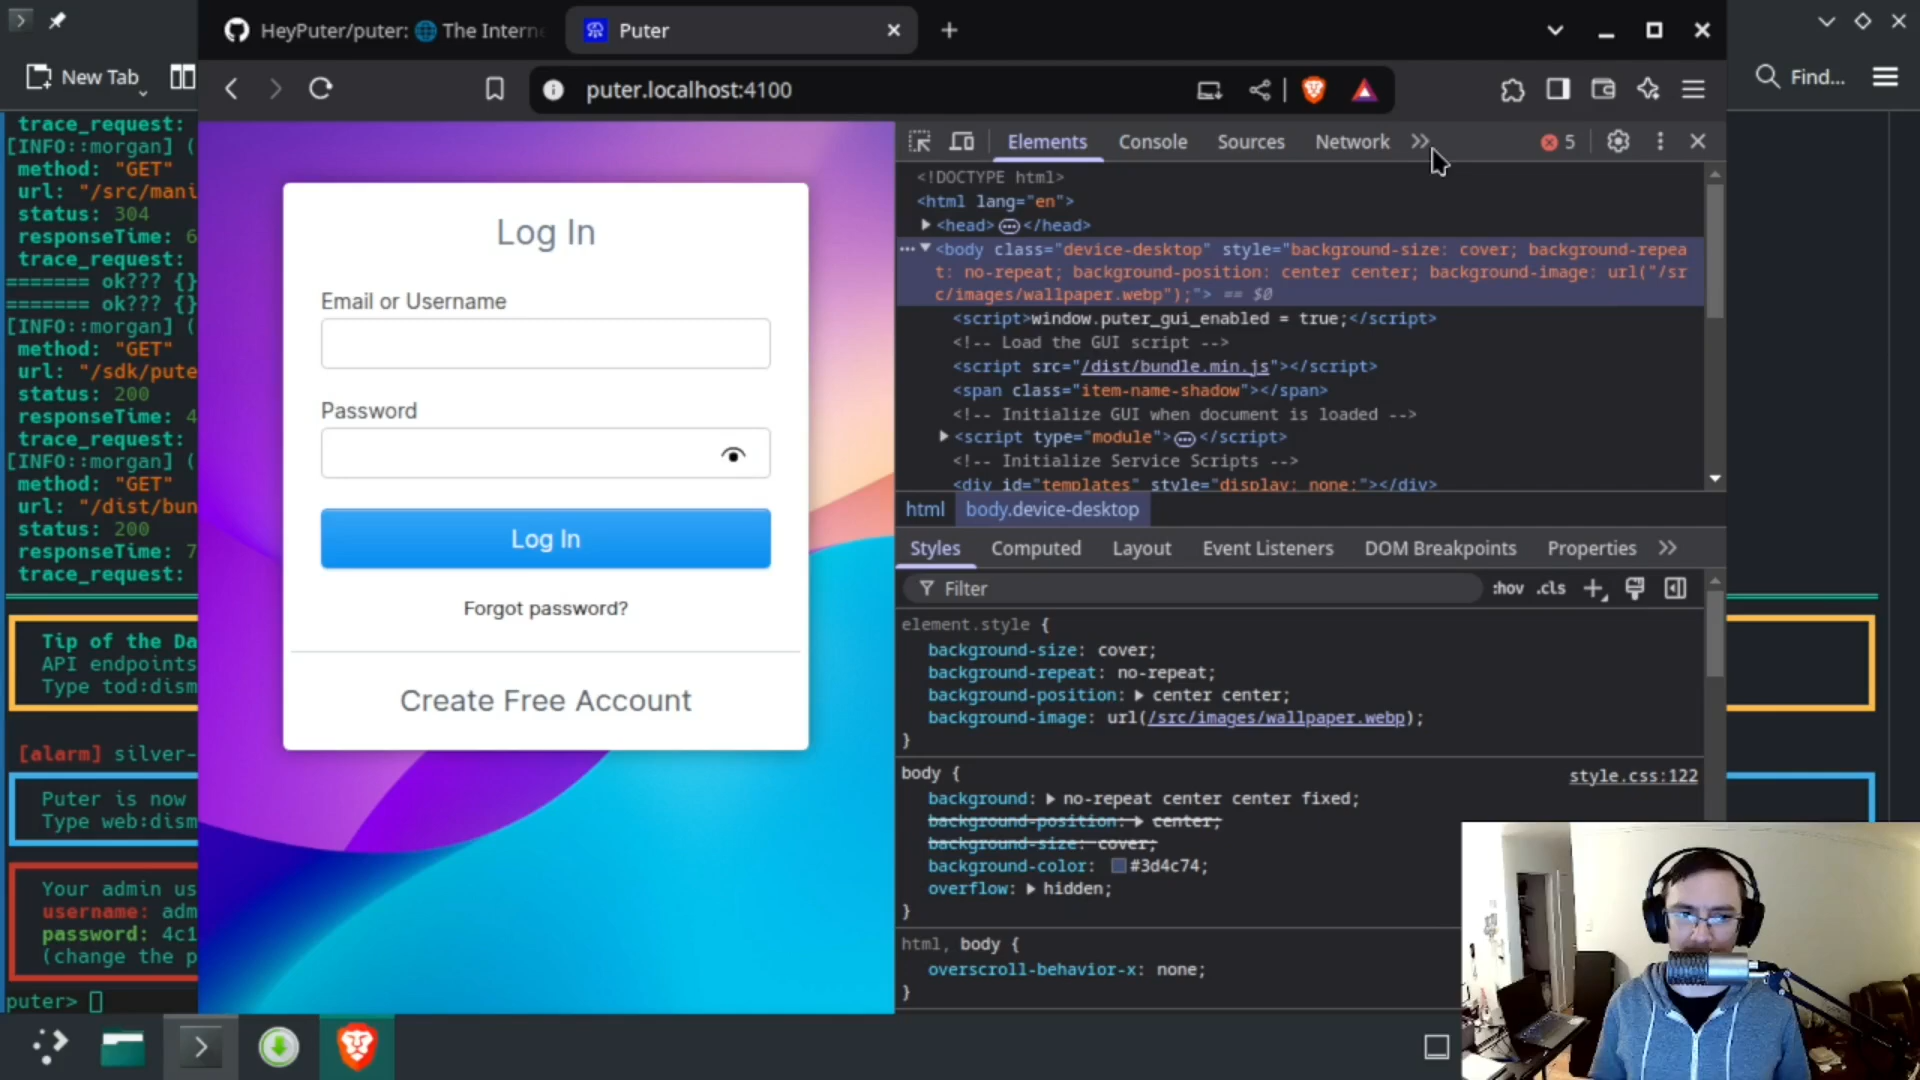 HeyPuter/puter: 🌐 The Intern
Puter
New Tab
puter.localhost:4100
Find...
trace_request:
[INFO::morgan] (
method: "GET"
url: "/src/mani
status: 304
responseTime: 6
trace_request:
======= ok??? {}
======= ok??? {}
[INFO::morgan] (
method: "GET"
url: "/sdk/pute
status: 200
responseTime: 4
trace_request:
[INFO::morgan] (
method: "GET"
url: "/dist/bun
status: 200
responseTime: 7
trace_request:
Tip of the Da
API endpoints
Type tod:dism
[alarm] silver-
Puter is now
Type web:dism
Your admin us
username: adm
password: 4c1
(change the p
puter>
Log In
Email or Username
Password
Log In
Forgot password?
Create Free Account
Elements Console Sources Network 5
<!DOCTYPE html>
<html lang="en">
<head> </head>
<body class="device-desktop" style="background-size: cover; background-repea
t: no-repeat; background-position: center center; background-image: url("/sr
c/images/wallpaper.webp");"> == $0
<script>window.puter_gui_enabled = true;</script>
<!-- Load the GUI script -->
<script src="/dist/bundle.min.js"></script>
<span class="item-name-shadow"></span>
<!-- Initialize GUI when document is loaded -->
<script type="module"> </script>
<!-- Initialize Service Scripts -->
<div id="templates" style="display: none;"></div>
html body.device-desktop
Styles Computed Layout Event Listeners DOM Breakpoints Properties
Filter :hov .cls
element.style {
background-size: cover;
background-repeat: no-repeat;
background-position: center center;
background-image: url(/src/images/wallpaper.webp);
}
body { style.css:122
background: no-repeat center center fixed;
background-position: center;
background-size: cover;
background-color: #3d4c74;
overflow: hidden;
}
html, body {
overscroll-behavior-x: none;
}